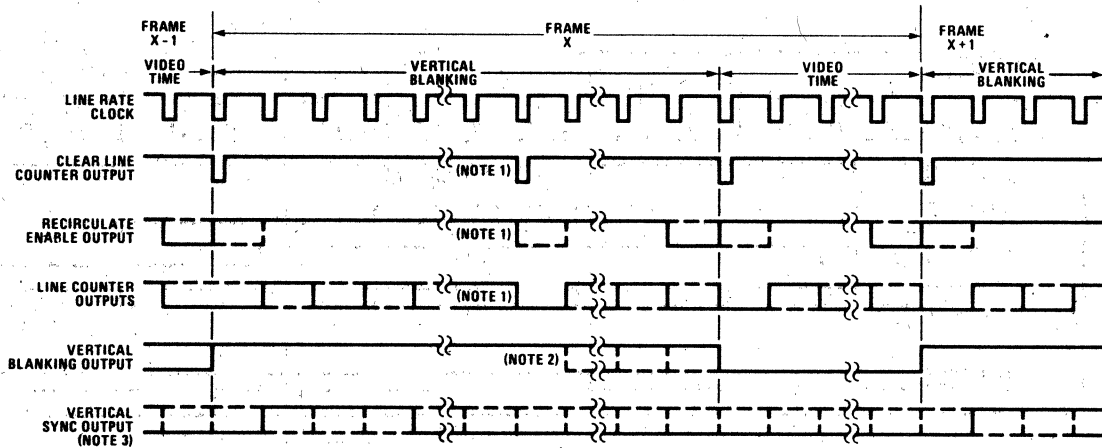 FRAME
X-1
FRAME
X
FRAME
X+1
VIDEO
TIME
VERTICAL
BLANKING
VIDEO
TIME
VERTICAL
BLANKING
LINE RATE
CLOCK
CLEAR LINE
COUNTER OUTPUT
(NOTE 1)
RECIRCULATE
ENABLE OUTPUT
(NOTE 1)
LINE COUNTER
OUTPUTS
(NOTE 1)
VERTICAL
BLANKING OUTPUT
(NOTE 2)
VERTICAL
SYNC OUTPUT
(NOTE 3)